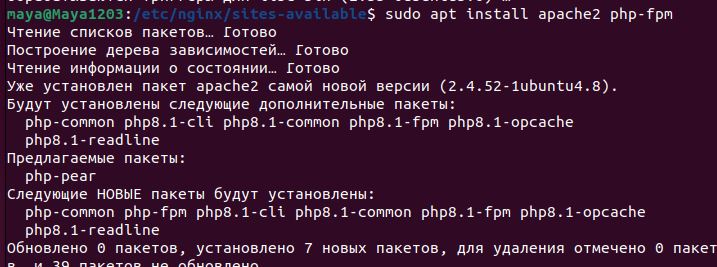 maya@Maya1203:/etc/nginx/sites-available$ sudo apt install apache2 php-fpm
Чтение списков пакетов… Готово
Построение дерева зависимостей… Готово
Чтение информации о состоянии… Готово
Уже установлен пакет apache2 самой новой версии (2.4.52-1ubuntu4.8).
Будут установлены следующие дополнительные пакеты:
php-common php8.1-cli php8.1-common php8.1-fpm php8.1-opcache
php8.1-readline
Предлагаемые пакеты:
php-pear
Следующие НОВЫЕ пакеты будут установлены:
php-common php-fpm php8.1-cli php8.1-common php8.1-fpm php8.1-opcache
php8.1-readline
Обновлено 0 пакетов, установлено 7 новых пакетов, для удаления отмечено 0 пакет
в, и 39 пакетов не обновлено.